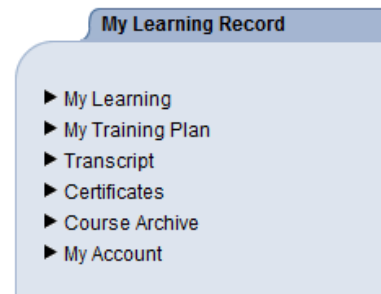 My Learning Record
My Learning
My Training Plan
Transcript
Certificates
Course Archive
My Account